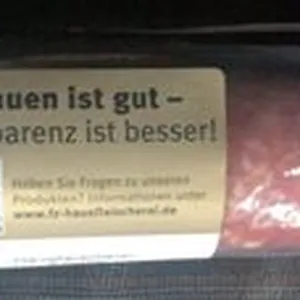 auen ist gut –
parenz ist besser!
Haben Sie Fragen zu unseren
Produkten? Informationen unter
www.fr-hausfleischerei.de